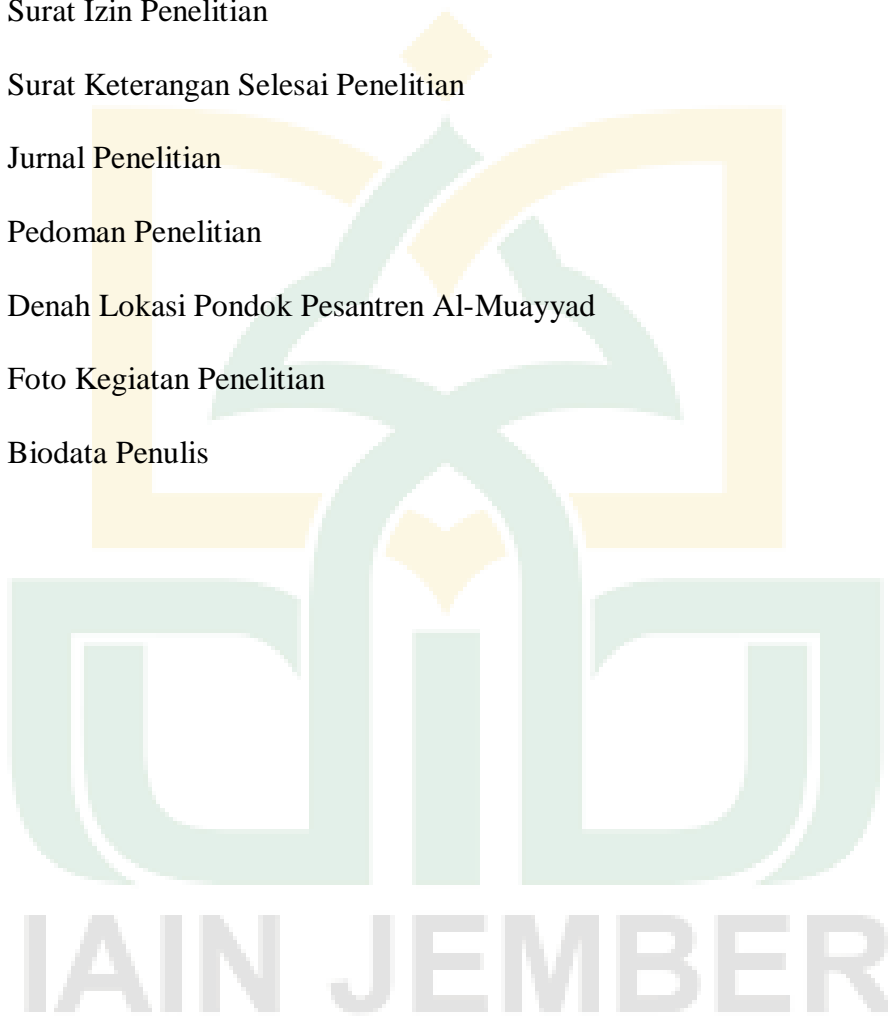 Surat Izin Penelitian
Surat Keterangan Selesai Penelitian
Jurnal Penelitian
Pedoman Penelitian
Denah Lokasi Pondok Pesantren Al-Muayyad
Foto Kegiatan Penelitian
Biodata Penulis
IAIN JEMBER